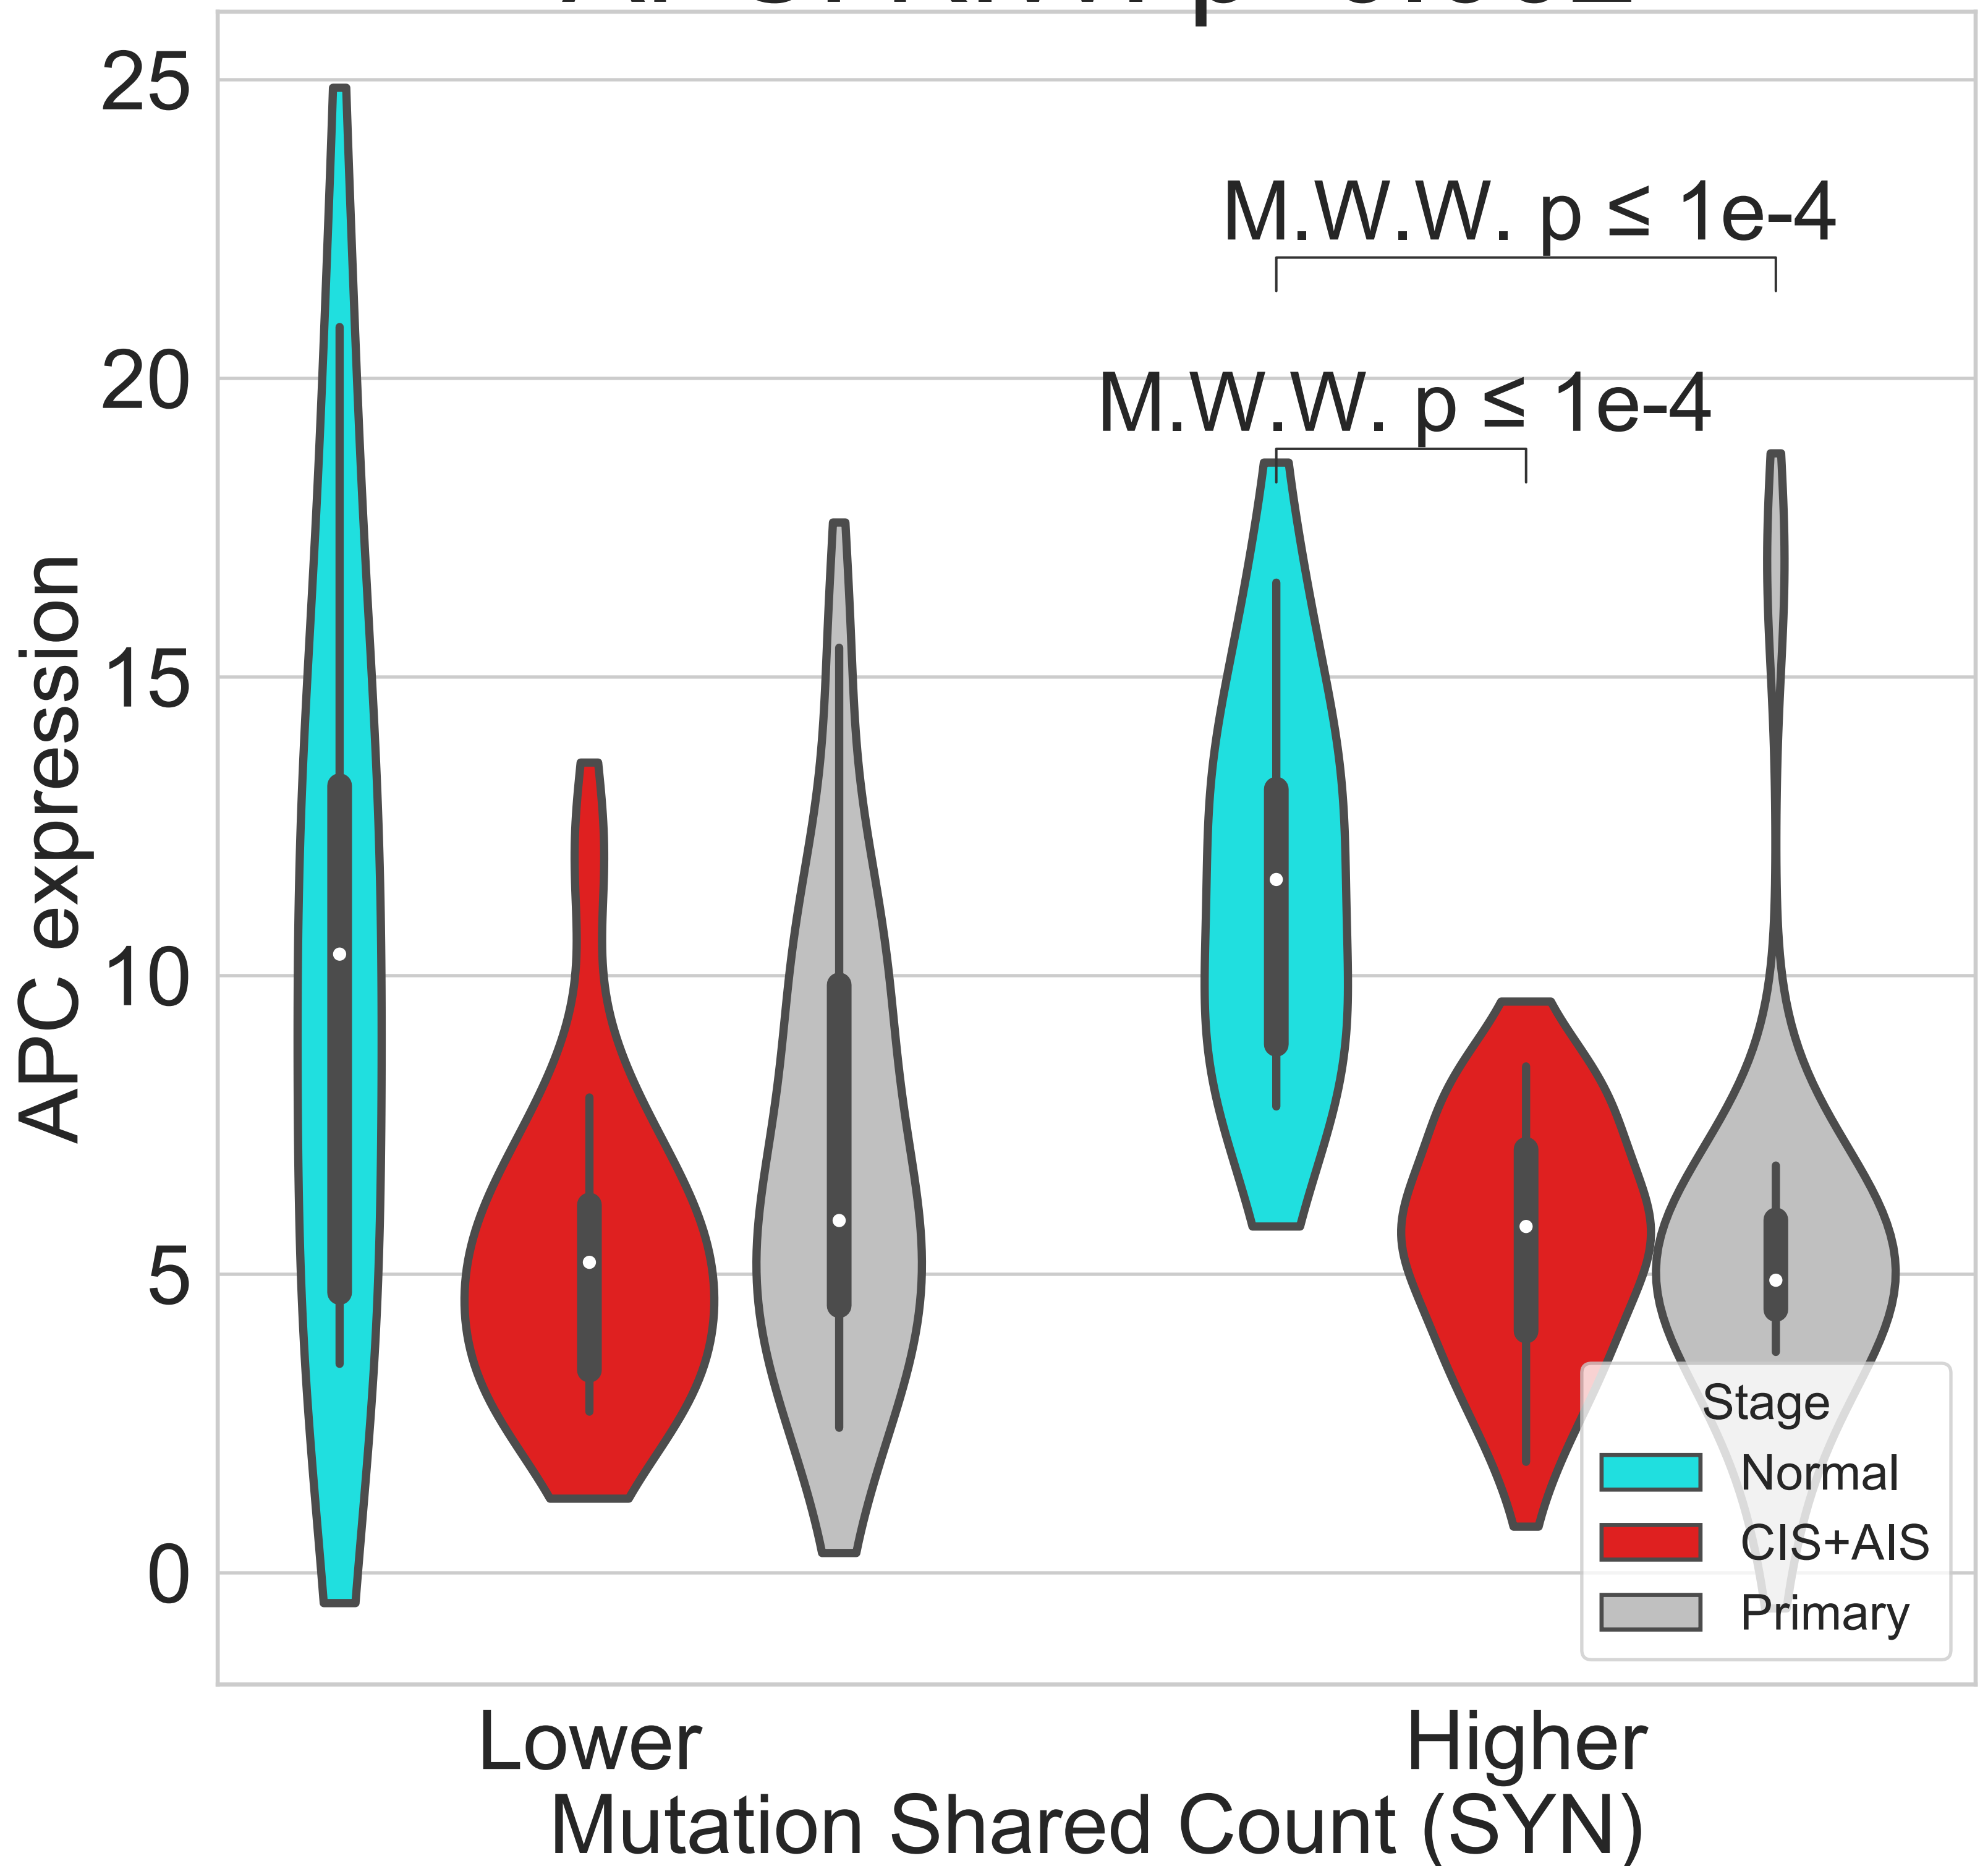 25
20
15
10
5
0
APC expression
M.W.W. p ≤ 1e-4
M.W.W. p ≤ 1e-4
Stage
Normal
CIS+AIS
Primary
Lower
Higher
Mutation Shared Count (SYN)